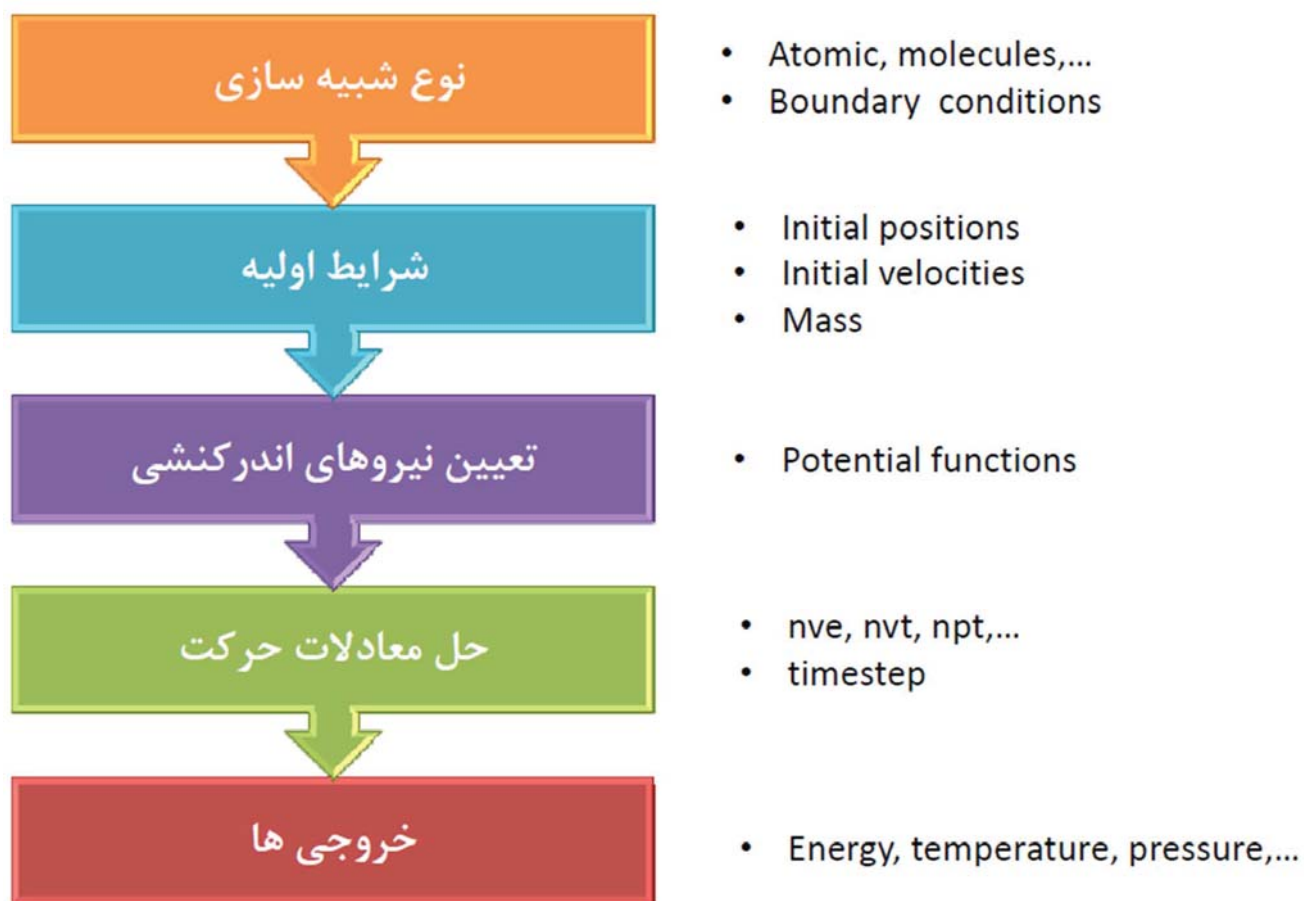 نوع شبیه سازی
• Atomic, molecules,...
• Boundary conditions
شرایط اولیه
• Initial positions
• Initial velocities
• Mass
تعیین نیروهای اندرکنشی
• Potential functions
حل معادلات حرکت
• nve, nvt, npt,...
• timestep
خروجی ها
• Energy, temperature, pressure,...